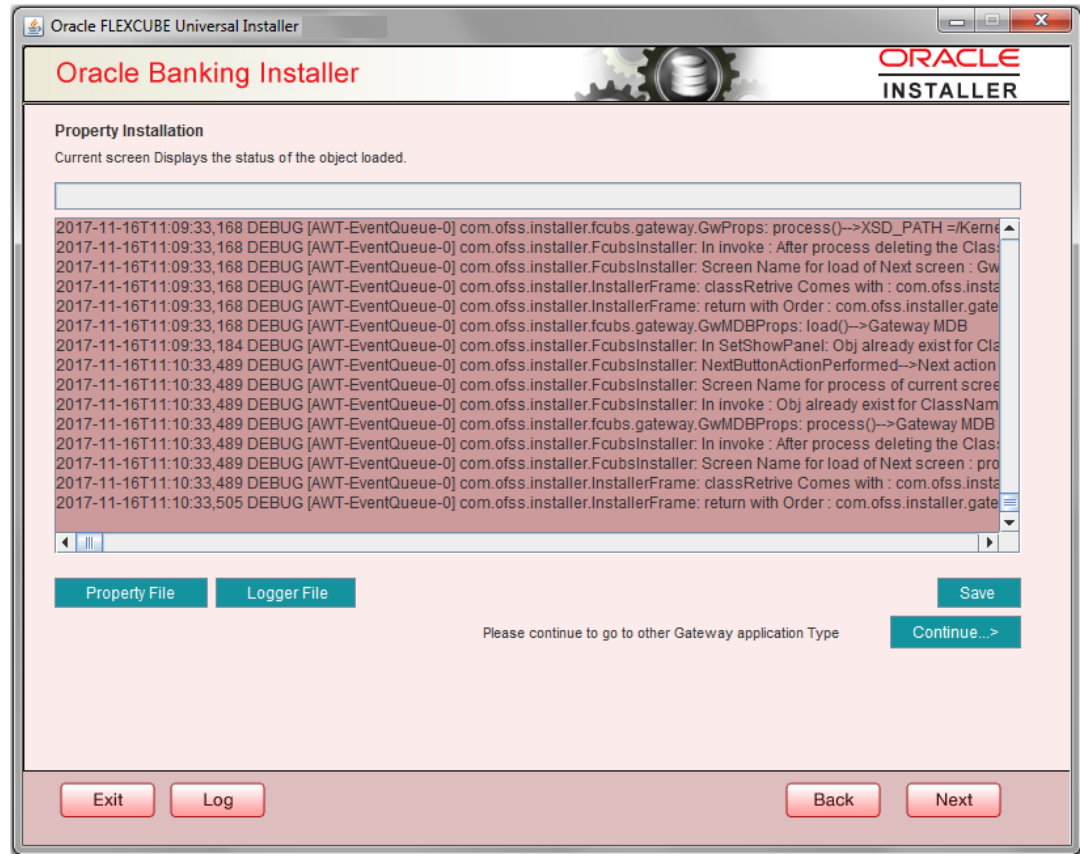 Oracle FLEXCUBE Universal Installer
Oracle Banking Installer
ORACLE
INSTALLER
Property Installation
Current screen Displays the status of the object loaded.
2017-11-16T11:09:33,168 DEBUG [AWT-EventQueue-0] com.ofss.installer.fcubs.gateway.GwProps: process()-->XSD_PATH =/Kerne
2017-11-16T11:09:33,168 DEBUG [AWT-EventQueue-0] com.ofss.installer.FcubsInstaller: In invoke : After process deleting the Clas
2017-11-16T11:09:33,168 DEBUG [AWT-EventQueue-0] com.ofss.installer.FcubsInstaller: Screen Name for load of Next screen : Gw
2017-11-16T11:09:33,168 DEBUG [AWT-EventQueue-0] com.ofss.installer.InstallerFrame: classRetrive Comes with : com.ofss.insta
2017-11-16T11:09:33,168 DEBUG [AWT-EventQueue-0] com.ofss.installer.InstallerFrame: return with Order : com.ofss.installer.gate
2017-11-16T11:09:33,168 DEBUG [AWT-EventQueue-0] com.ofss.installer.fcubs.gateway.GwMDBProps: load()-->Gateway MDB
2017-11-16T11:09:33,184 DEBUG [AWT-EventQueue-0] com.ofss.installer.FcubsInstaller: In SetShowPanel: Obj already exist for Cla
2017-11-16T11:10:33,489 DEBUG [AWT-EventQueue-0] com.ofss.installer.FcubsInstaller: NextButtonActionPerformed-->Next action
2017-11-16T11:10:33,489 DEBUG [AWT-EventQueue-0] com.ofss.installer.FcubsInstaller: Screen Name for process of current scree
2017-11-16T11:10:33,489 DEBUG [AWT-EventQueue-0] com.ofss.installer.FcubsInstaller: In invoke : Obj already exist for ClassNam
2017-11-16T11:10:33,489 DEBUG [AWT-EventQueue-0] com.ofss.installer.fcubs.gateway.GwMDBProps: process()-->Gateway MDB
2017-11-16T11:10:33,489 DEBUG [AWT-EventQueue-0] com.ofss.installer.FcubsInstaller: In invoke : After process deleting the Clas
2017-11-16T11:10:33,489 DEBUG [AWT-EventQueue-0] com.ofss.installer.FcubsInstaller: Screen Name for load of Next screen : pro
2017-11-16T11:10:33,489 DEBUG [AWT-EventQueue-0] com.ofss.installer.InstallerFrame: classRetrive Comes with : com.ofss.insta
2017-11-16T11:10:33,505 DEBUG [AWT-EventQueue-0] com.ofss.installer.InstallerFrame: return with Order : com.ofss.installer.gate
Property File Logger File Save
Please continue to go to other Gateway application Type Continue...>
Exit Log Back Next